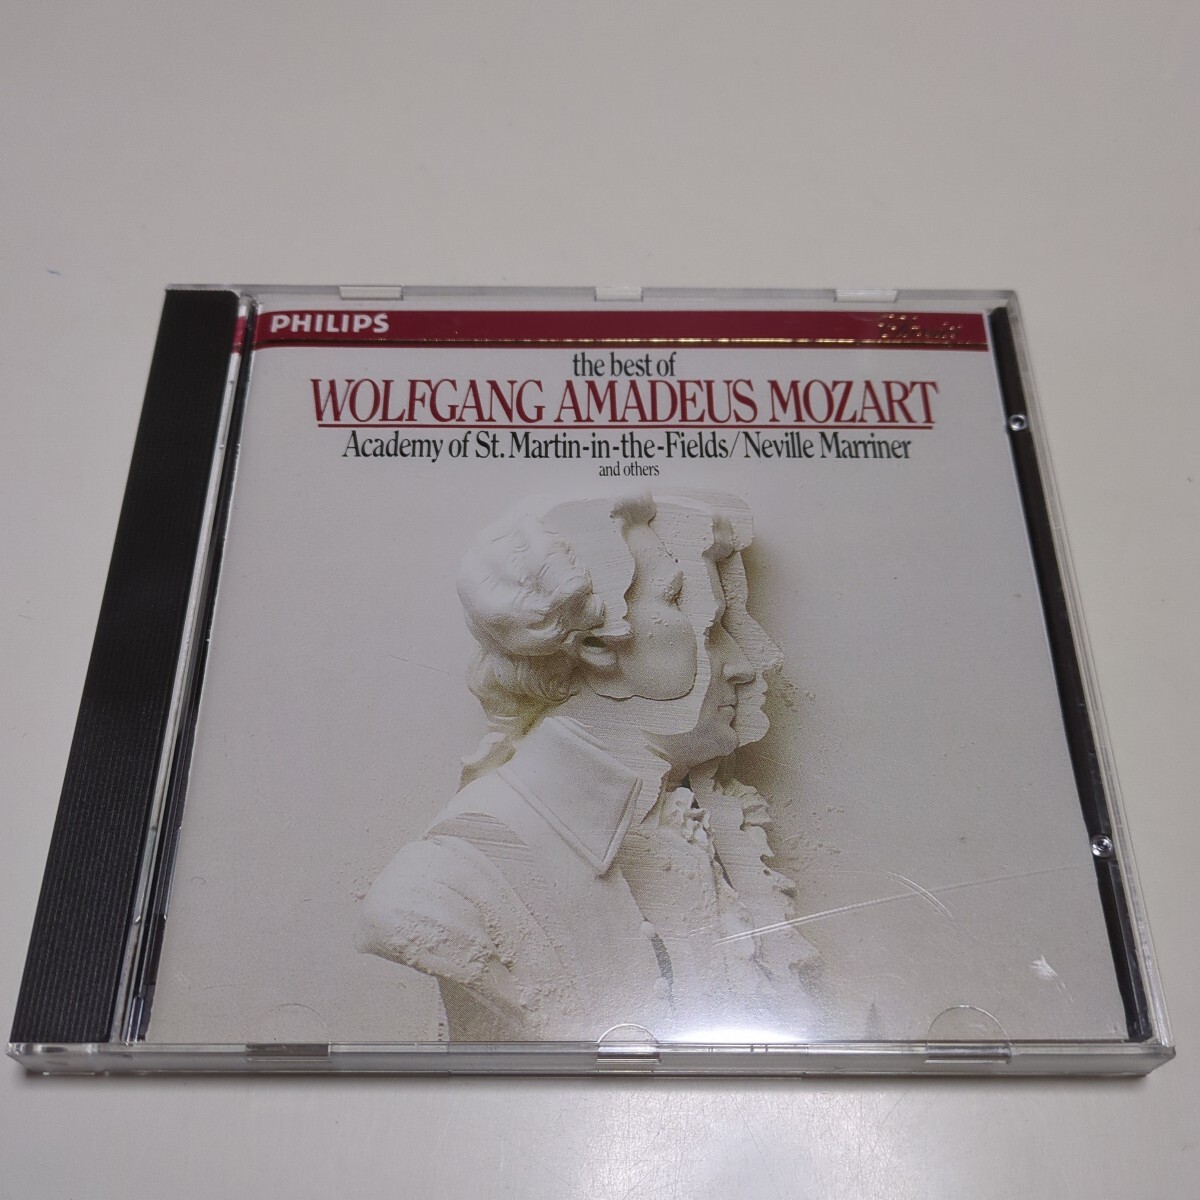 PHILIPS
the best of
WOLFGANG AMADEUS MOZART
Academy of St. Martin-in-the-Fields/Neville Marriner
and others